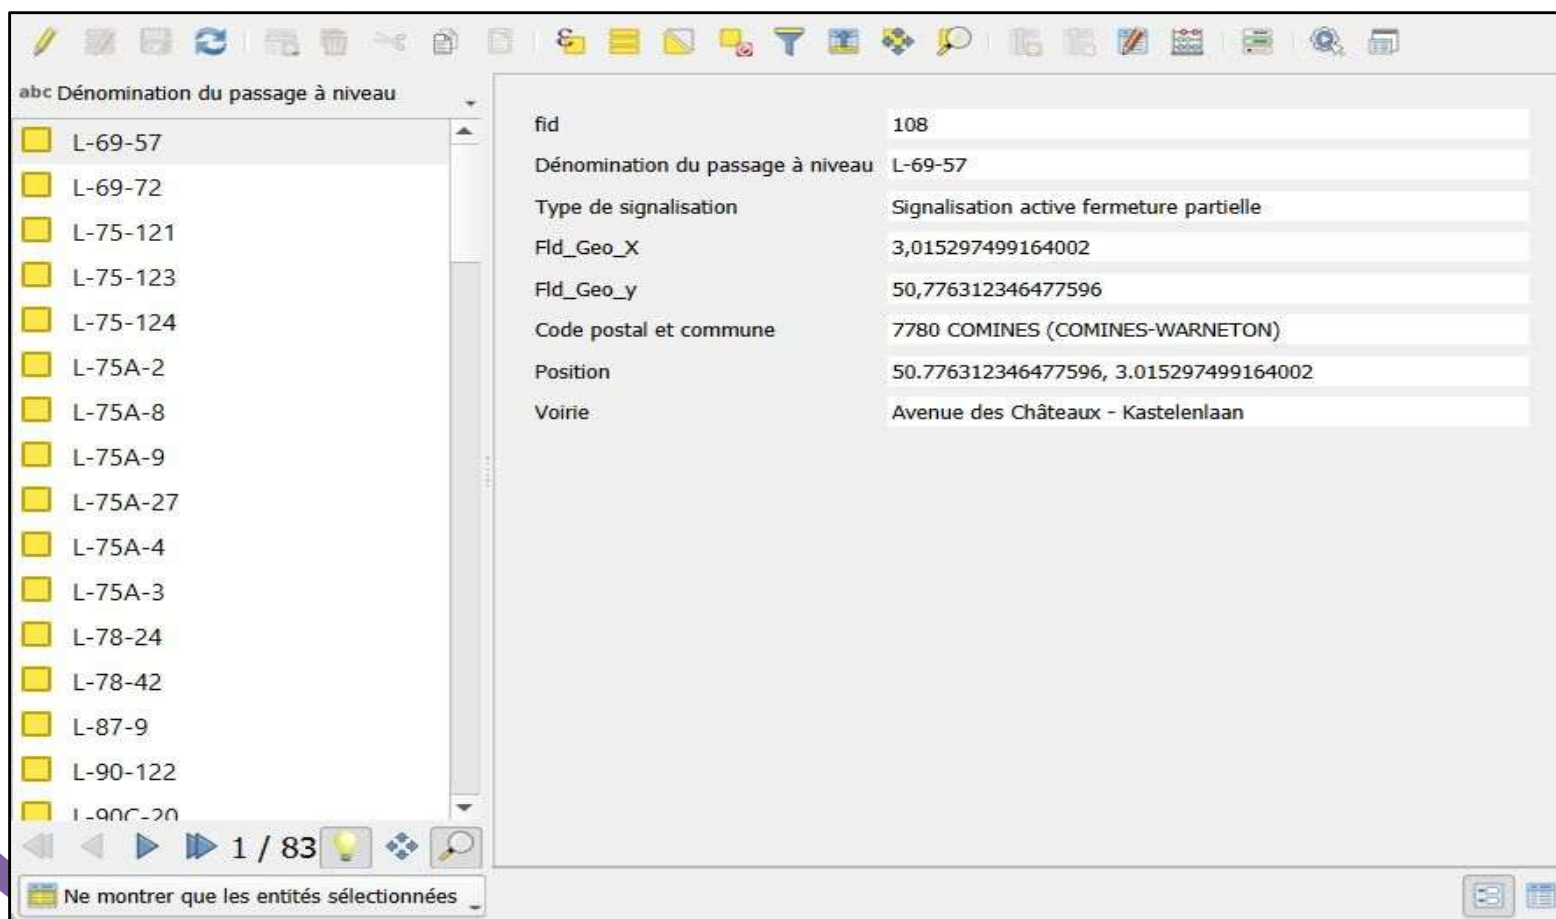 abc Dénomination du passage à niveau
L-69-57
L-69-72
L-75-121
L-75-123
L-75-124
L-75A-2
L-75A-8
L-75A-9
L-75A-27
L-75A-4
L-75A-3
L-78-24
L-78-42
L-87-9
L-90-122
L-90C-20
1 / 83
Ne montrer que les entités sélectionnées
fid 108
Dénomination du passage à niveau L-69-57
Type de signalisation Signalisation active fermeture partielle
Fld_Geo_X 3,015297499164002
Fld_Geo_y 50,776312346477596
Code postal et commune 7780 COMINES (COMINES-WARNETON)
Position 50.776312346477596, 3.015297499164002
Voirie Avenue des Châteaux - Kastelenlaan